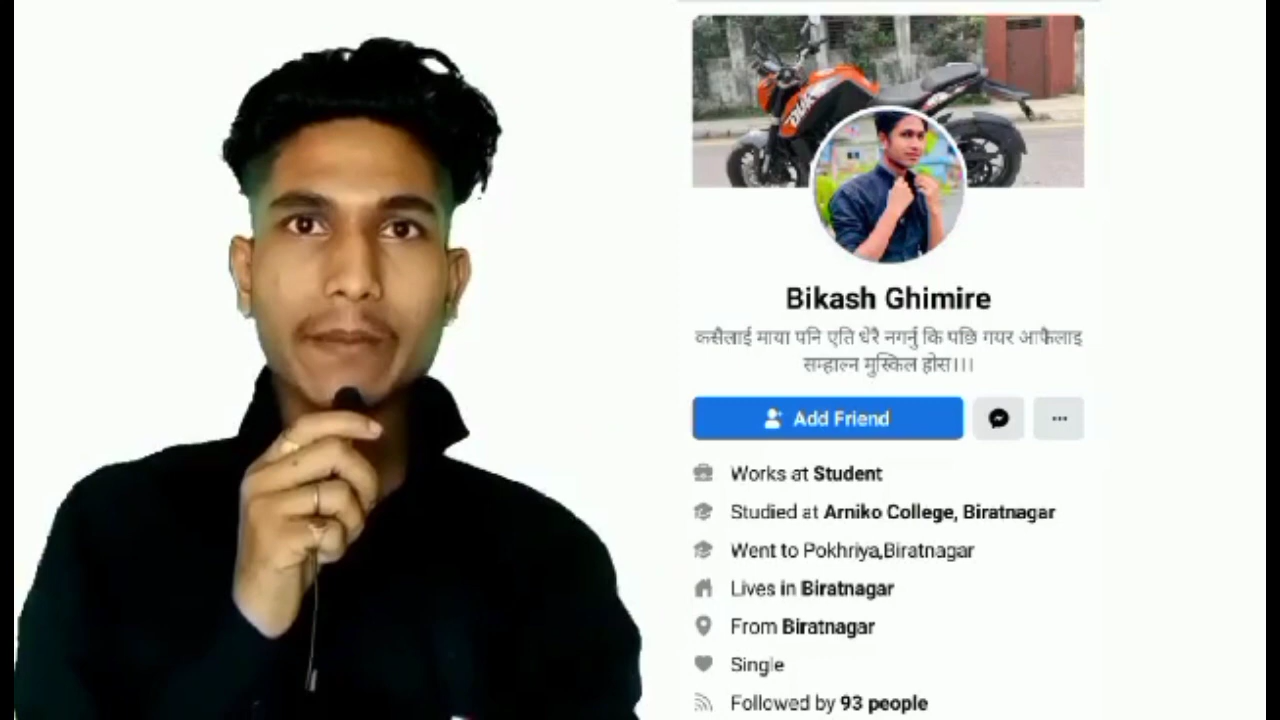 DUKE
Bikash Ghimire
कसैलाई माया पनि एति धेरै नगर्नु कि पछि गयर आफैलाइ
सम्हाल्न मुस्किल होस।।।
Add Friend
Works at Student
Studied at Arniko College, Biratnagar
Went to Pokhriya,Biratnagar
Lives in Biratnagar
From Biratnagar
Single
Followed by 93 people